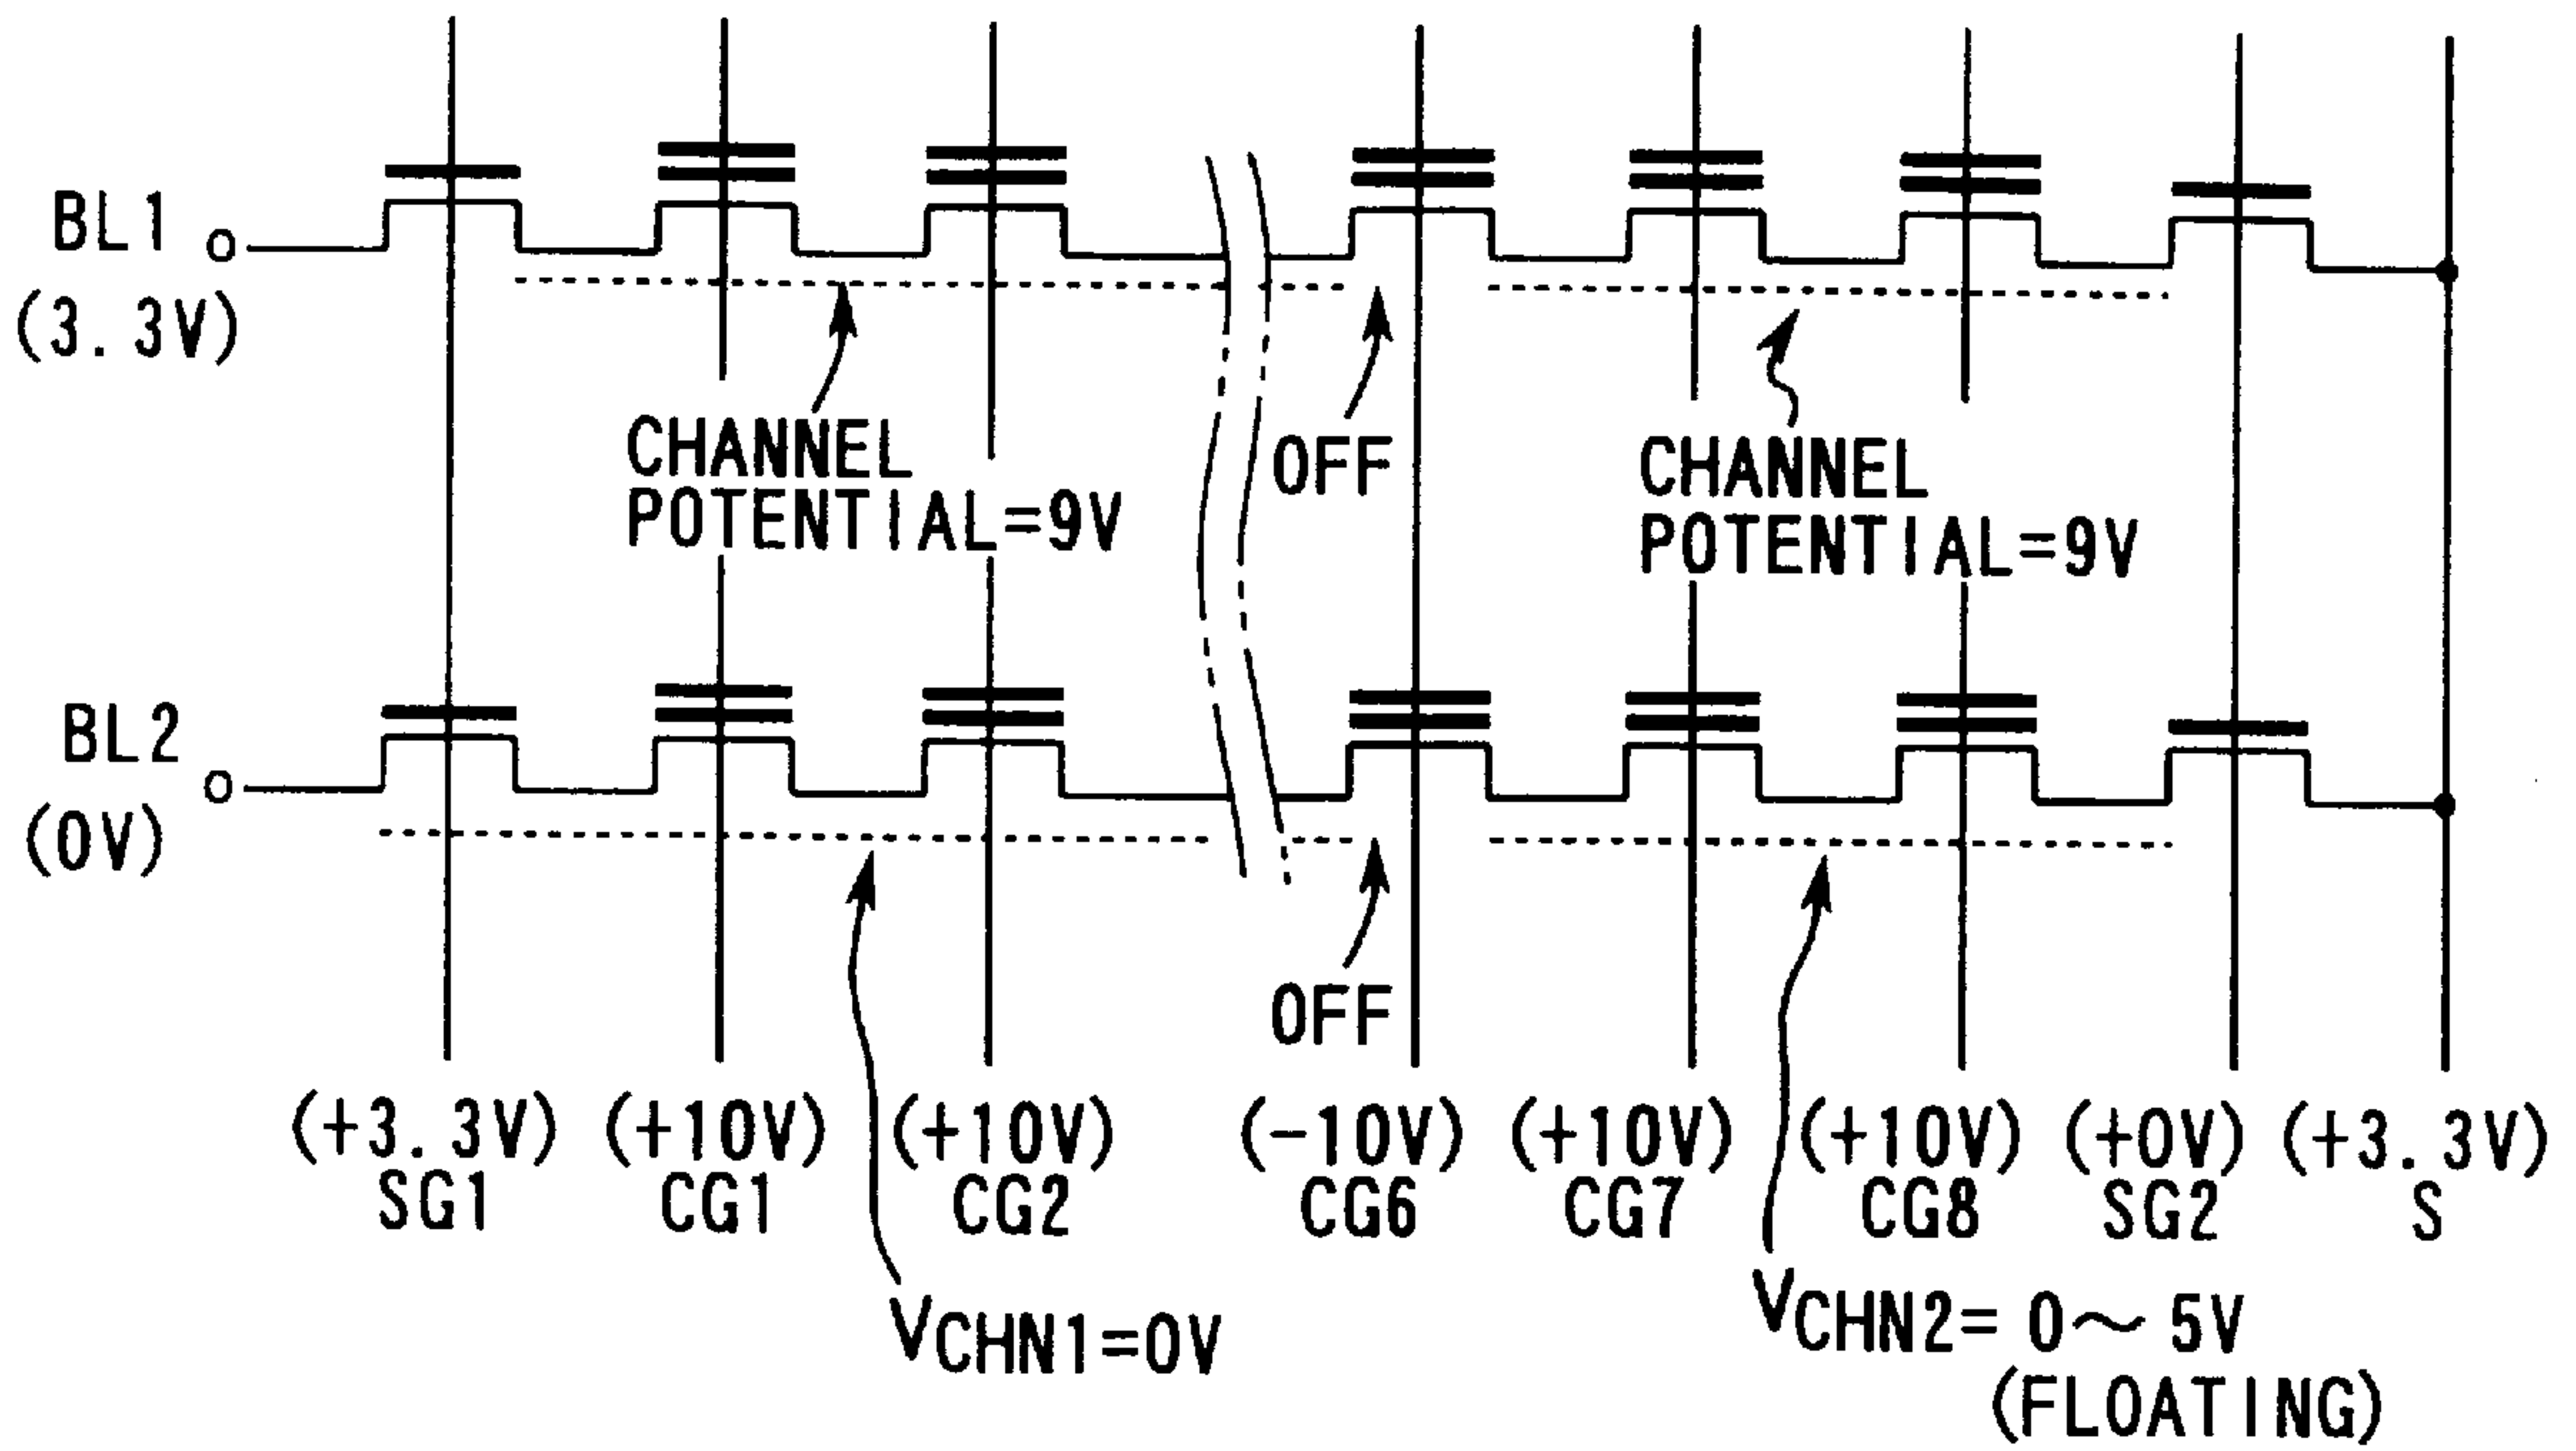 BL1
(3.3V)
CHANNEL
POTENTIAL=9V
OFF
CHANNEL
POTENTIAL=9V
BL2
(0V)
OFF
(+3.3V) (+10V) (+10V) (-10V) (+10V) (+10V) (+0V) (+3.3V)
SG1 CG1 CG2 CG6 CG7 CG8 SG2 S
VCHN1=0V
VCHN2= 0~ 5V
(FLOATING)